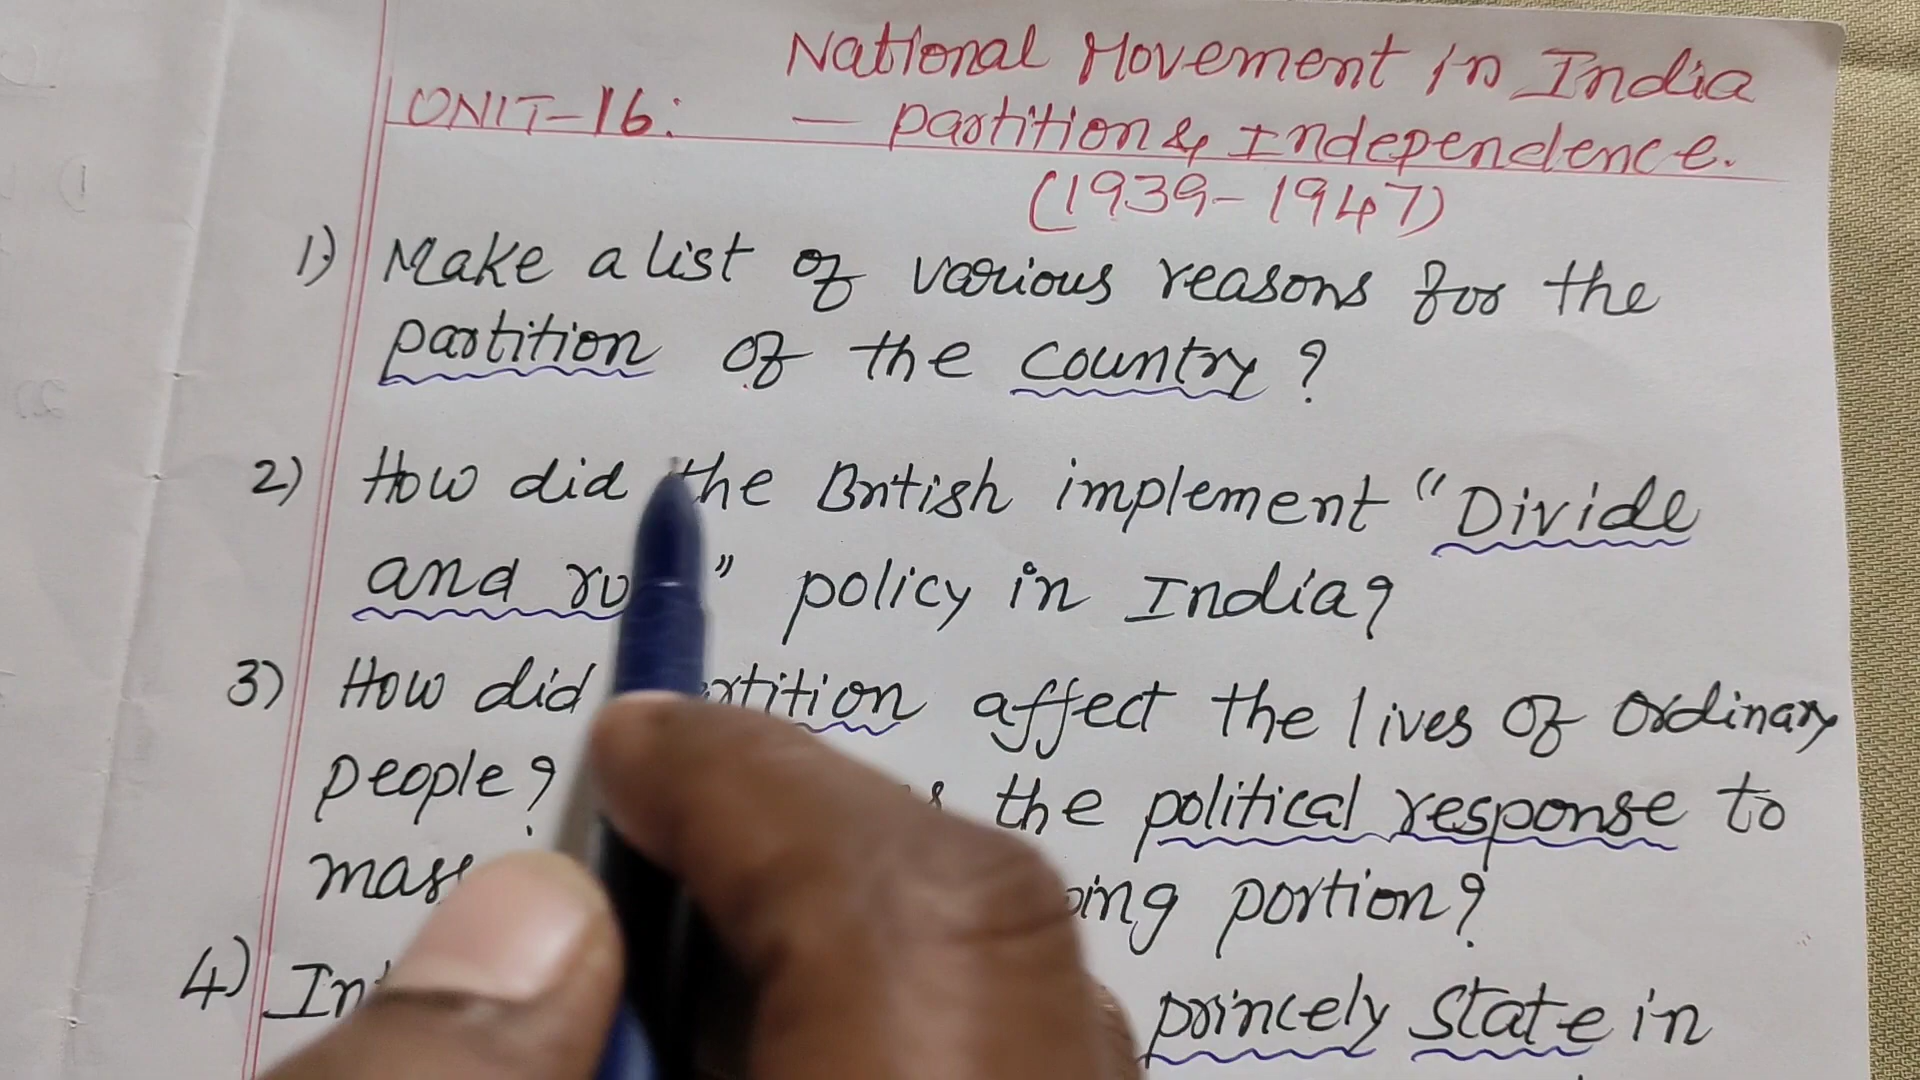 National Movement in India
UNIT-16: — partition & Independence.
(1939-1947)
1) Make a list of various reasons for the
partition of the country?
2) How did the British implement "Divide
and " policy in India?
3) How did affect the lives of ordinary
people? the political response to
portion?
4) princely state in